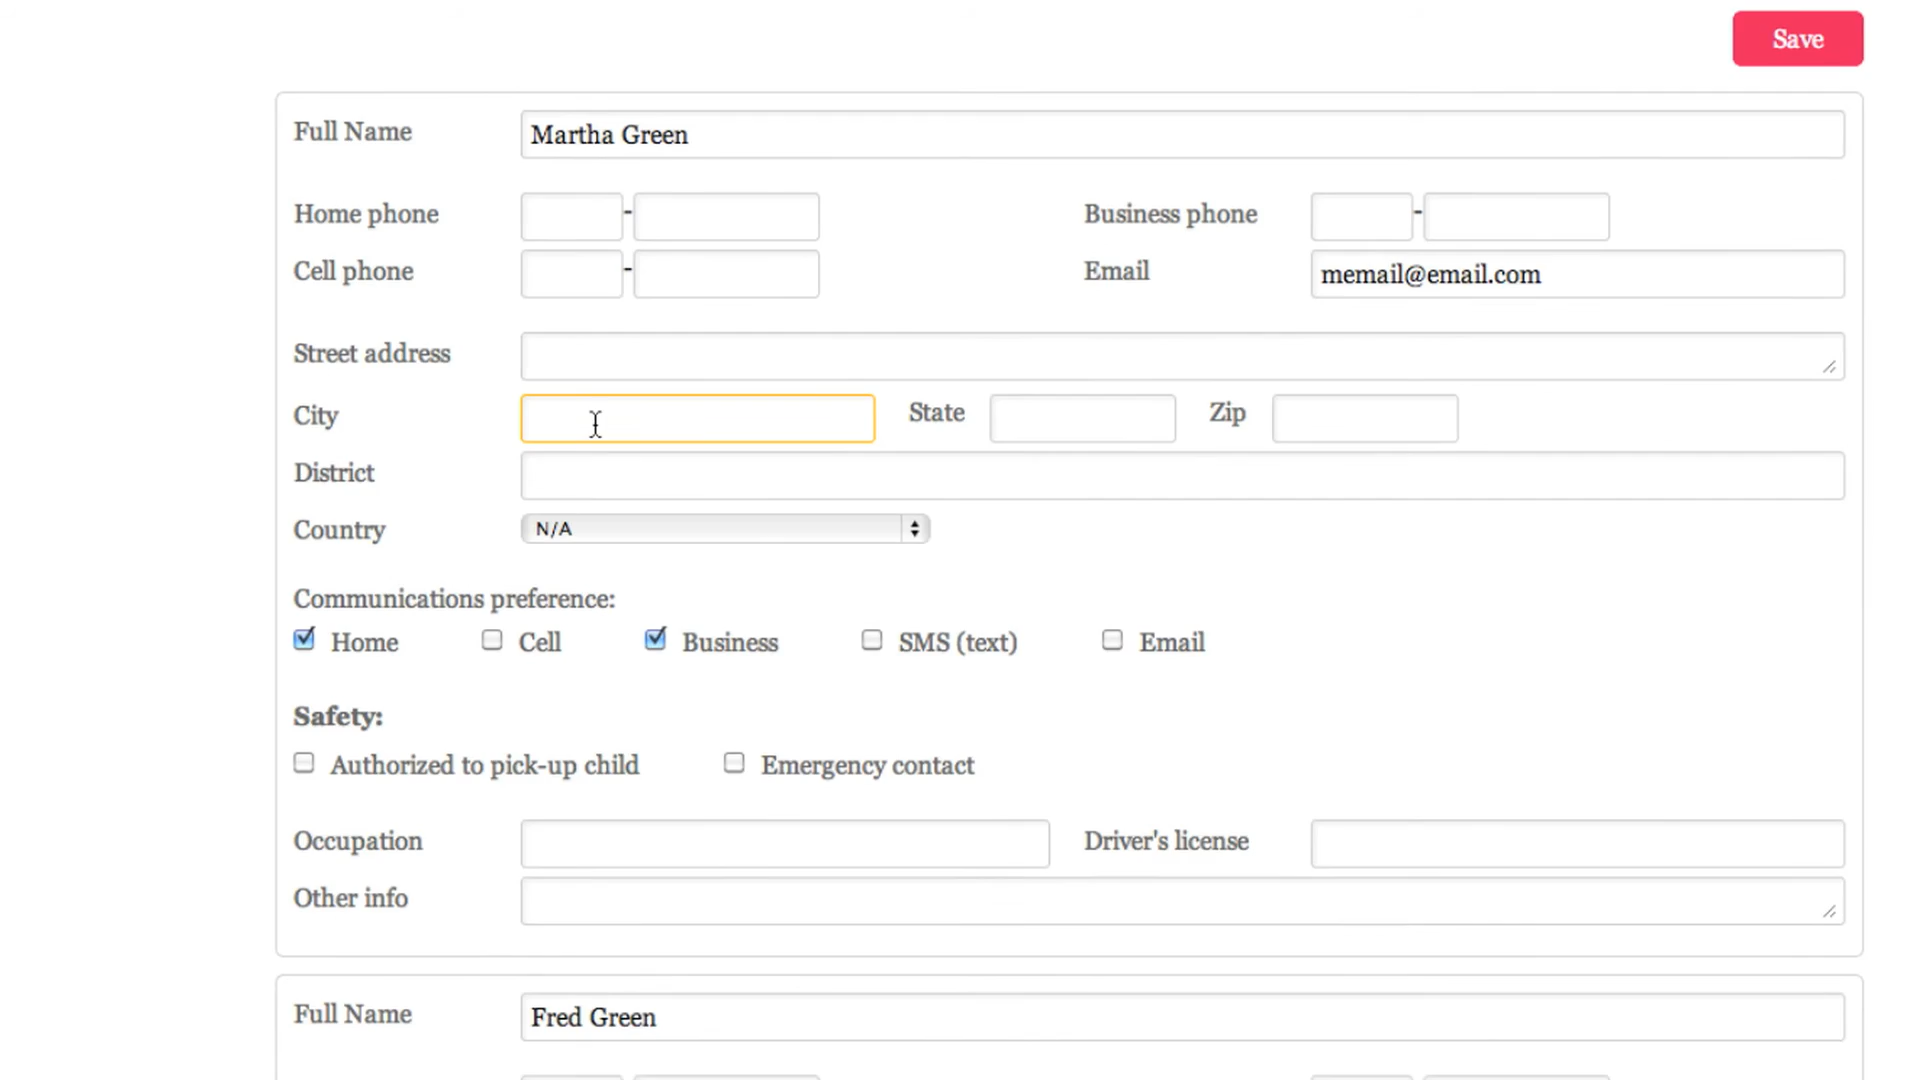 Save
Full Name Martha Green
Home phone - Business phone -
Cell phone - Email memail@email.com
Street address
City State Zip
District
Country N/A
Communications preference:
Home Cell Business SMS (text) Email
Safety:
Authorized to pick-up child Emergency contact
Occupation Driver's license
Other info
Full Name Fred Green